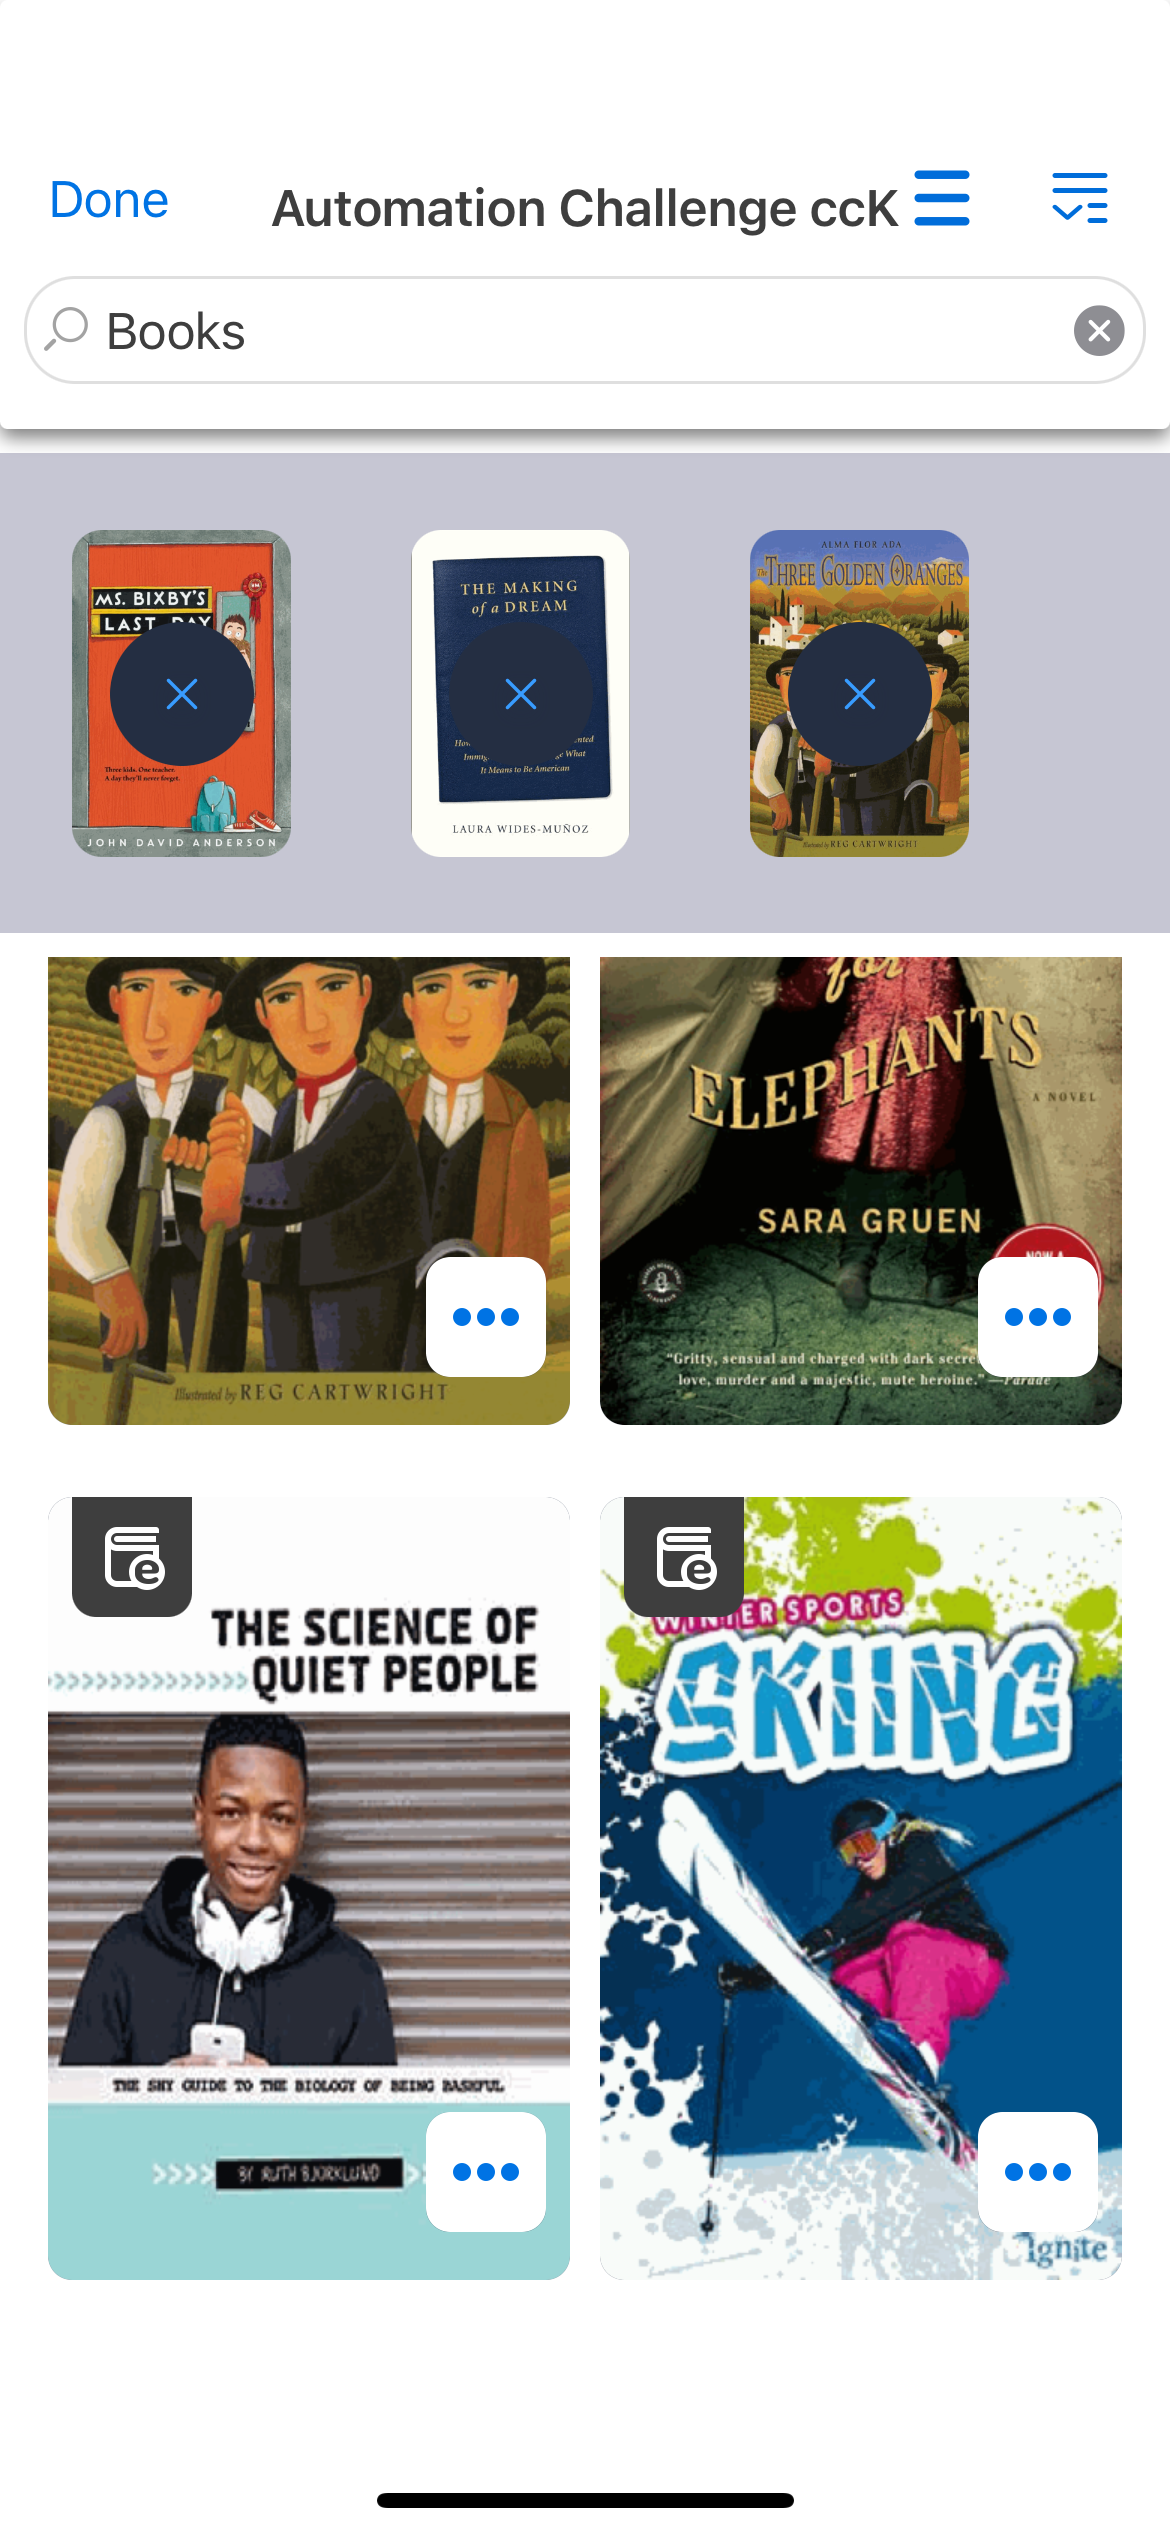 Done
Automation Challenge ccK
Books
MS. BIXBY'S
LAST DAY
Three kids. One teacher.
A day they'll never forget.
JOHN DAVID ANDERSON
THE MAKING
of a DREAM
It Means to Be American
LAURA WIDES-MUÑOZ
ALMA FLOR ADA
The THREE GOLDEN ORANGES
Illustrated by REG CARTWRIGHT
Illustrated by REG CARTWRIGHT
for
ELEPHANTS
A NOVEL
SARA GRUEN
NOW A
"Gritty, sensual and charged with dark
love, murder and a majestic, mute heroine." —Parade
THE SCIENCE OF
QUIET PEOPLE
THE SHY GUIDE TO THE BIOLOGY OF BEING BASHFUL
BY RUTH BJORKLUND
WINTER SPORTS
SKIING
Ignite